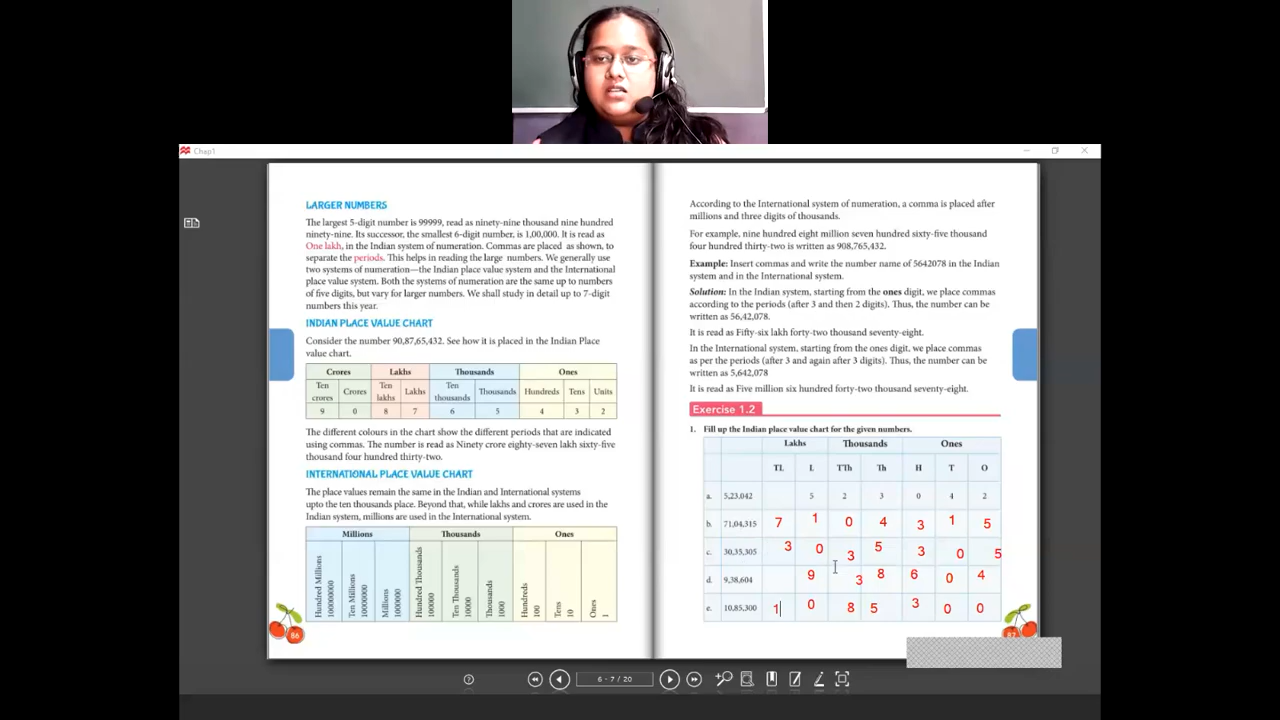 Chap1
LARGER NUMBERS
The largest 5-digit number is 99999, read as ninety-nine thousand nine hundred
ninety-nine. Its successor, the smallest 6-digit number, is 1,00,000. It is read as
One lakh, in the Indian system of numeration. Commas are placed as shown, to
separate the periods. This helps in reading the large numbers. We generally use
two systems of numeration—the Indian place value system and the International
place value system. Both the systems of numeration are the same up to numbers
of five digits, but vary for larger numbers. We shall study in detail up to 7-digit
numbers this year.
INDIAN PLACE VALUE CHART
Consider the number 90,87,65,432. See how it is placed in the Indian Place
value chart.
Crores Lakhs Thousands Ones
Ten crores Crores Ten lakhs Lakhs Ten thousands Thousands Hundreds Tens Units
9 0 8 7 6 5 4 3 2
The different colours in the chart show the different periods that are indicated
using commas. The number is read as Ninety crore eighty-seven lakh sixty-five
thousand four hundred thirty-two.
INTERNATIONAL PLACE VALUE CHART
The place values remain the same in the Indian and International systems
upto the ten thousands place. Beyond that, while lakhs and crores are used in the
Indian system, millions are used in the International system.
Millions Thousands Ones
Hundred Millions 100000000 Ten Millions 10000000 Millions 1000000 Hundred Thousands 100000 Ten Thousands 10000 Thousands 1000 Hundreds 100 Tens 10 Ones 1
86
According to the International system of numeration, a comma is placed after
millions and three digits of thousands.
For example, nine hundred eight million seven hundred sixty-five thousand
four hundred thirty-two is written as 908,765,432.
Example: Insert commas and write the number name of 5642078 in the Indian
system and in the International system.
Solution: In the Indian system, starting from the ones digit, we place commas
according to the periods (after 3 and then 2 digits). Thus, the number can be
written as 56,42,078.
It is read as Fifty-six lakh forty-two thousand seventy-eight.
In the International system, starting from the ones digit, we place commas
as per the periods (after 3 and again after 3 digits). Thus, the number can be
written as 5,642,078
It is read as Five million six hundred forty-two thousand seventy-eight.
Exercise 1.2
1. Fill up the Indian place value chart for the given numbers.
Lakhs Thousands Ones
TL L TTh Th H T O
a. 5,23,042 5 2 3 0 4 2
b. 71,04,315 7 1 0 4 3 1 5
c. 30,35,305 3 0 3 5 3 0 5
d. 9,38,604 9 3 8 6 0 4
e. 10,85,300 1 0 8 5 3 0 0
87
6 - 7 / 20